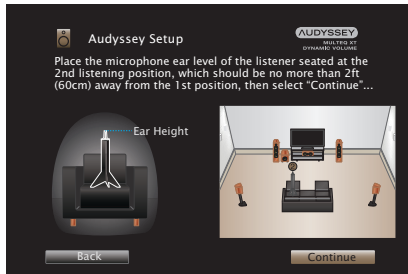 Audyssey Setup
AUDYSSEY
MULTEQ XT
DYNAMIC VOLUME
Place the microphone ear level of the listener seated at the
2nd listening position, which should be no more than 2ft
(60cm) away from the 1st position, then select “Continue”...
Ear Height
Back
Continue